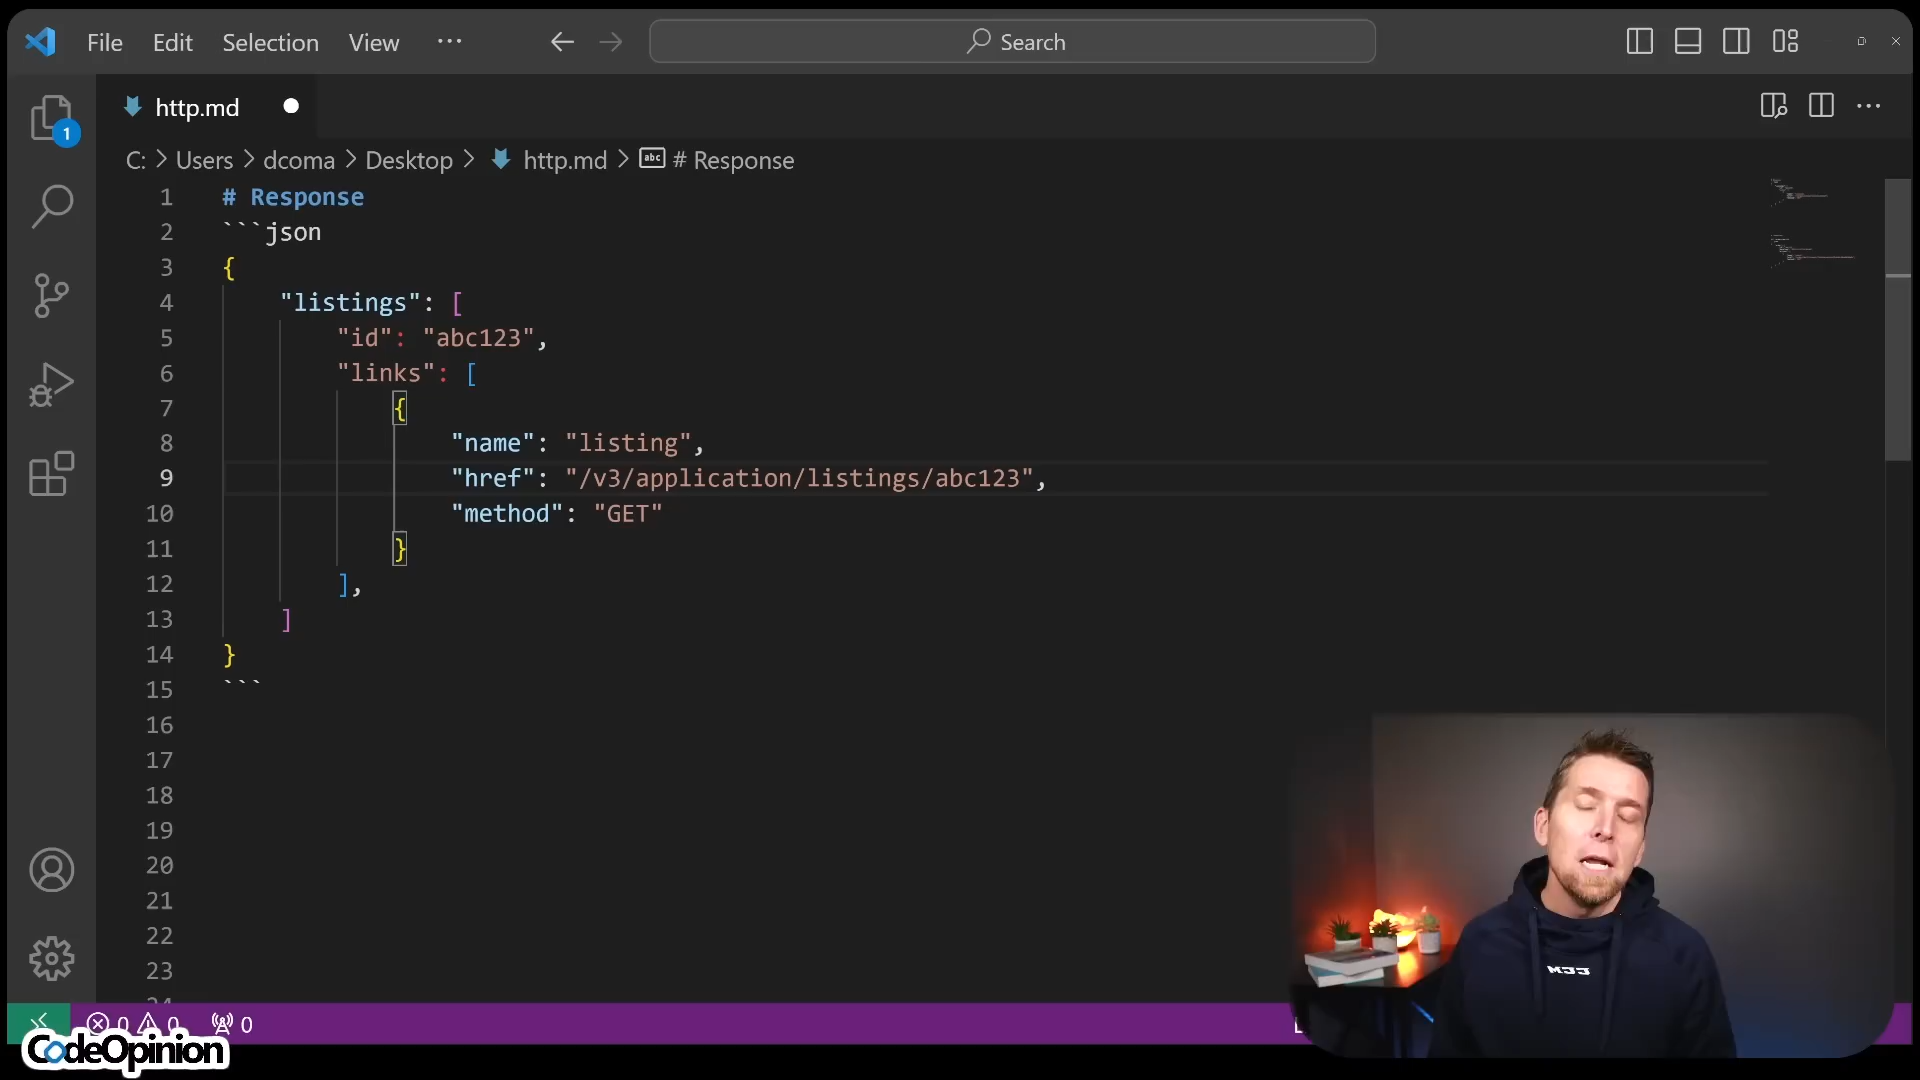 File Edit Selection View ··· Search
http.md
C: > Users > dcoma > Desktop > http.md > # Response
1 # Response
2 ```json
3 {
4 "listings": [
5 "id": "abc123",
6 "links": [
7 {
8 "name": "listing",
9 "href": "/v3/application/listings/abc123",
10 "method": "GET"
11 }
12 ],
13 ]
14 }
15 ```
16
17
18
19
20
21
22
23
1
0 0 0
CodeOpinion